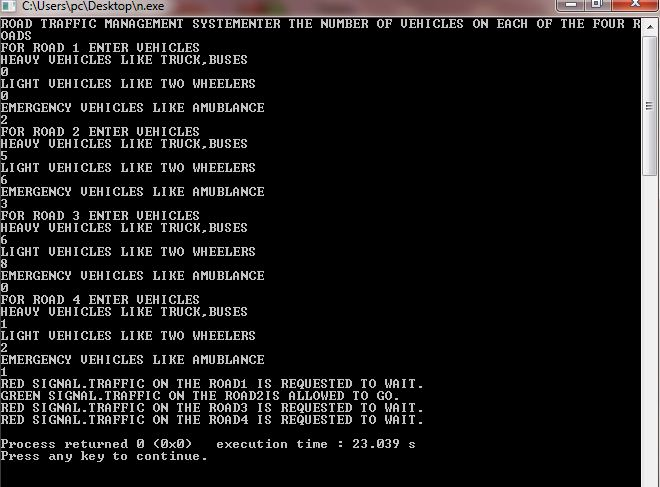 C:\Users\pc\Desktop\n.exe
ROAD TRAFFIC MANAGEMENT SYSTEMENTER THE NUMBER OF VEHICLES ON EACH OF THE FOUR R
OADS
FOR ROAD 1 ENTER VEHICLES
HEAVY VEHICLES LIKE TRUCK,BUSES
0
LIGHT VEHICLES LIKE TWO WHEELERS
0
EMERGENCY VEHICLES LIKE AMUBLANCE
2
FOR ROAD 2 ENTER VEHICLES
HEAVY VEHICLES LIKE TRUCK,BUSES
5
LIGHT VEHICLES LIKE TWO WHEELERS
6
EMERGENCY VEHICLES LIKE AMUBLANCE
3
FOR ROAD 3 ENTER VEHICLES
HEAVY VEHICLES LIKE TRUCK,BUSES
6
LIGHT VEHICLES LIKE TWO WHEELERS
8
EMERGENCY VEHICLES LIKE AMUBLANCE
0
FOR ROAD 4 ENTER VEHICLES
HEAVY VEHICLES LIKE TRUCK,BUSES
1
LIGHT VEHICLES LIKE TWO WHEELERS
2
EMERGENCY VEHICLES LIKE AMUBLANCE
1
RED SIGNAL.TRAFFIC ON THE ROAD1 IS REQUESTED TO WAIT.
GREEN SIGNAL.TRAFFIC ON THE ROAD2IS ALLOWED TO GO.
RED SIGNAL.TRAFFIC ON THE ROAD3 IS REQUESTED TO WAIT.
RED SIGNAL.TRAFFIC ON THE ROAD4 IS REQUESTED TO WAIT.
Process returned 0 (0x0)   execution time : 23.039 s
Press any key to continue.